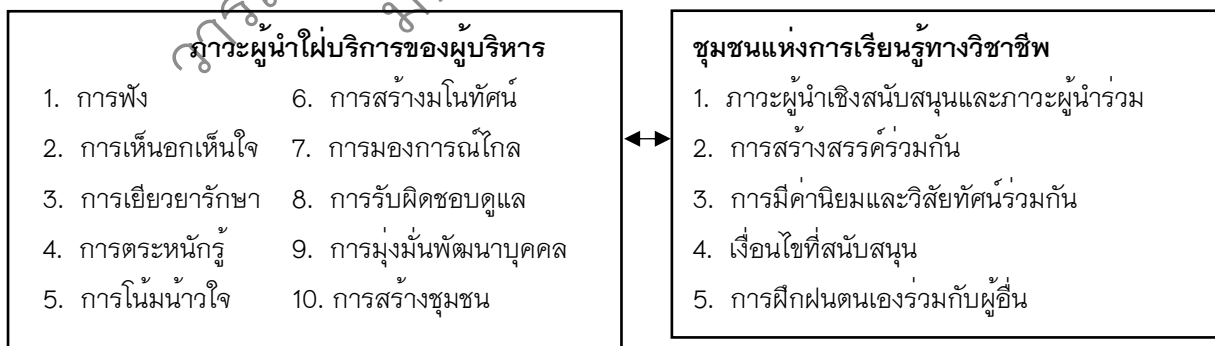 ภาวะผู้นำใฝ่บริการของผู้บริหาร
1. การฟัง
2. การเห็นอกเห็นใจ
3. การเยียวยารักษา
4. การตระหนักรู้
5. การโน้มน้าวใจ
6. การสร้างมโนทัศน์
7. การมองการณ์ไกล
8. การรับผิดชอบดูแล
9. การมุ่งมั่นพัฒนาบุคคล
10. การสร้างชุมชน
ชุมชนแห่งการเรียนรู้ทางวิชาชีพ
1. ภาวะผู้นำเชิงสนับสนุนและภาวะผู้นำร่วม
2. การสร้างสรรค์ร่วมกัน
3. การมีค่านิยมและวิสัยทัศน์ร่วมกัน
4. เงื่อนไขที่สนับสนุน
5. การฝึกฝนตนเองร่วมกับผู้อื่น